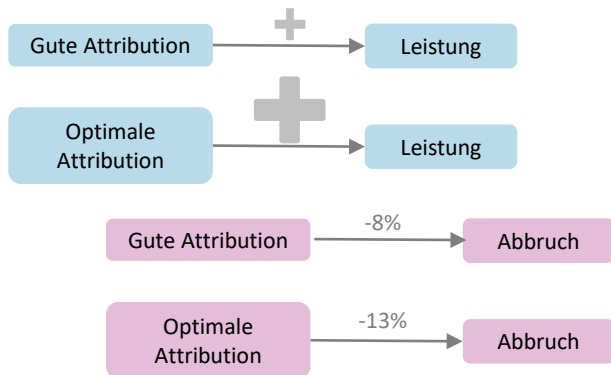 Gute Attribution
Leistung
Optimale
Attribution
Leistung
Gute Attribution
-8%
Abbruch
Optimale
Attribution
-13%
Abbruch